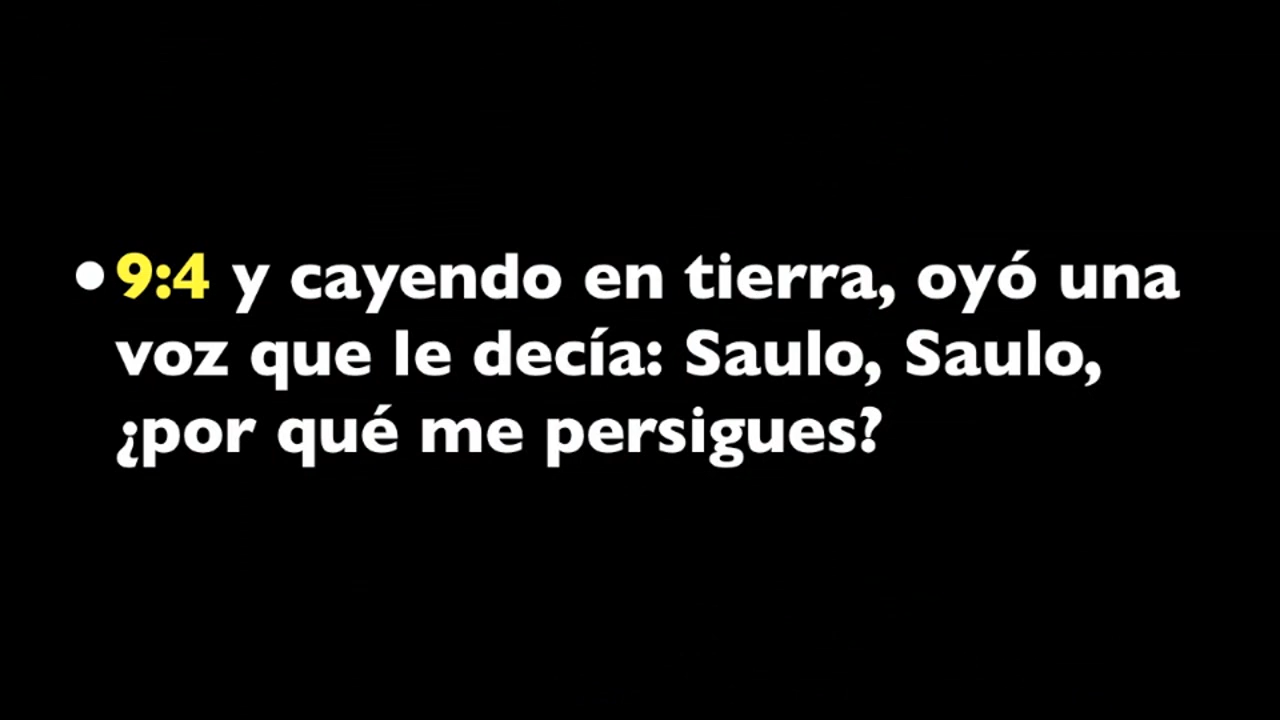 •9:4 y cayendo en tierra, oyó una
voz que le decía: Saulo, Saulo,
¿por qué me persigues?